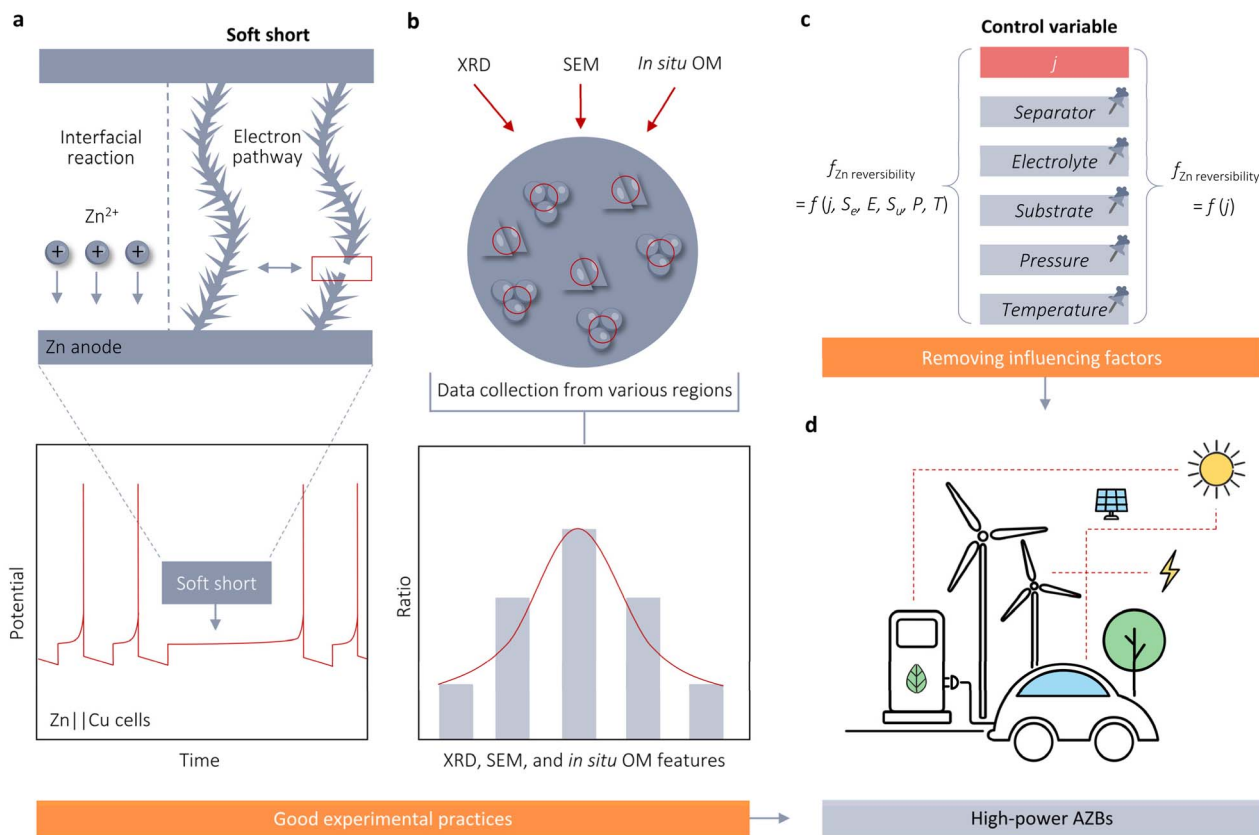 a
Soft short
Interfacial
reaction
Electron
pathway
Zn²⁺
+ + +
Zn anode
Soft short
Potential
Zn||Cu cells
Time
b
XRD
SEM
In situ OM
Data collection from various regions
Ratio
XRD, SEM, and in situ OM features
Good experimental practices
c
Control variable
j
Separator
Electrolyte
Substrate
Pressure
Temperature
fZn reversibility
= f (j, Se, E, Su, P, T)
fZn reversibility
= f (j)
Removing influencing factors
d
High-power AZBs